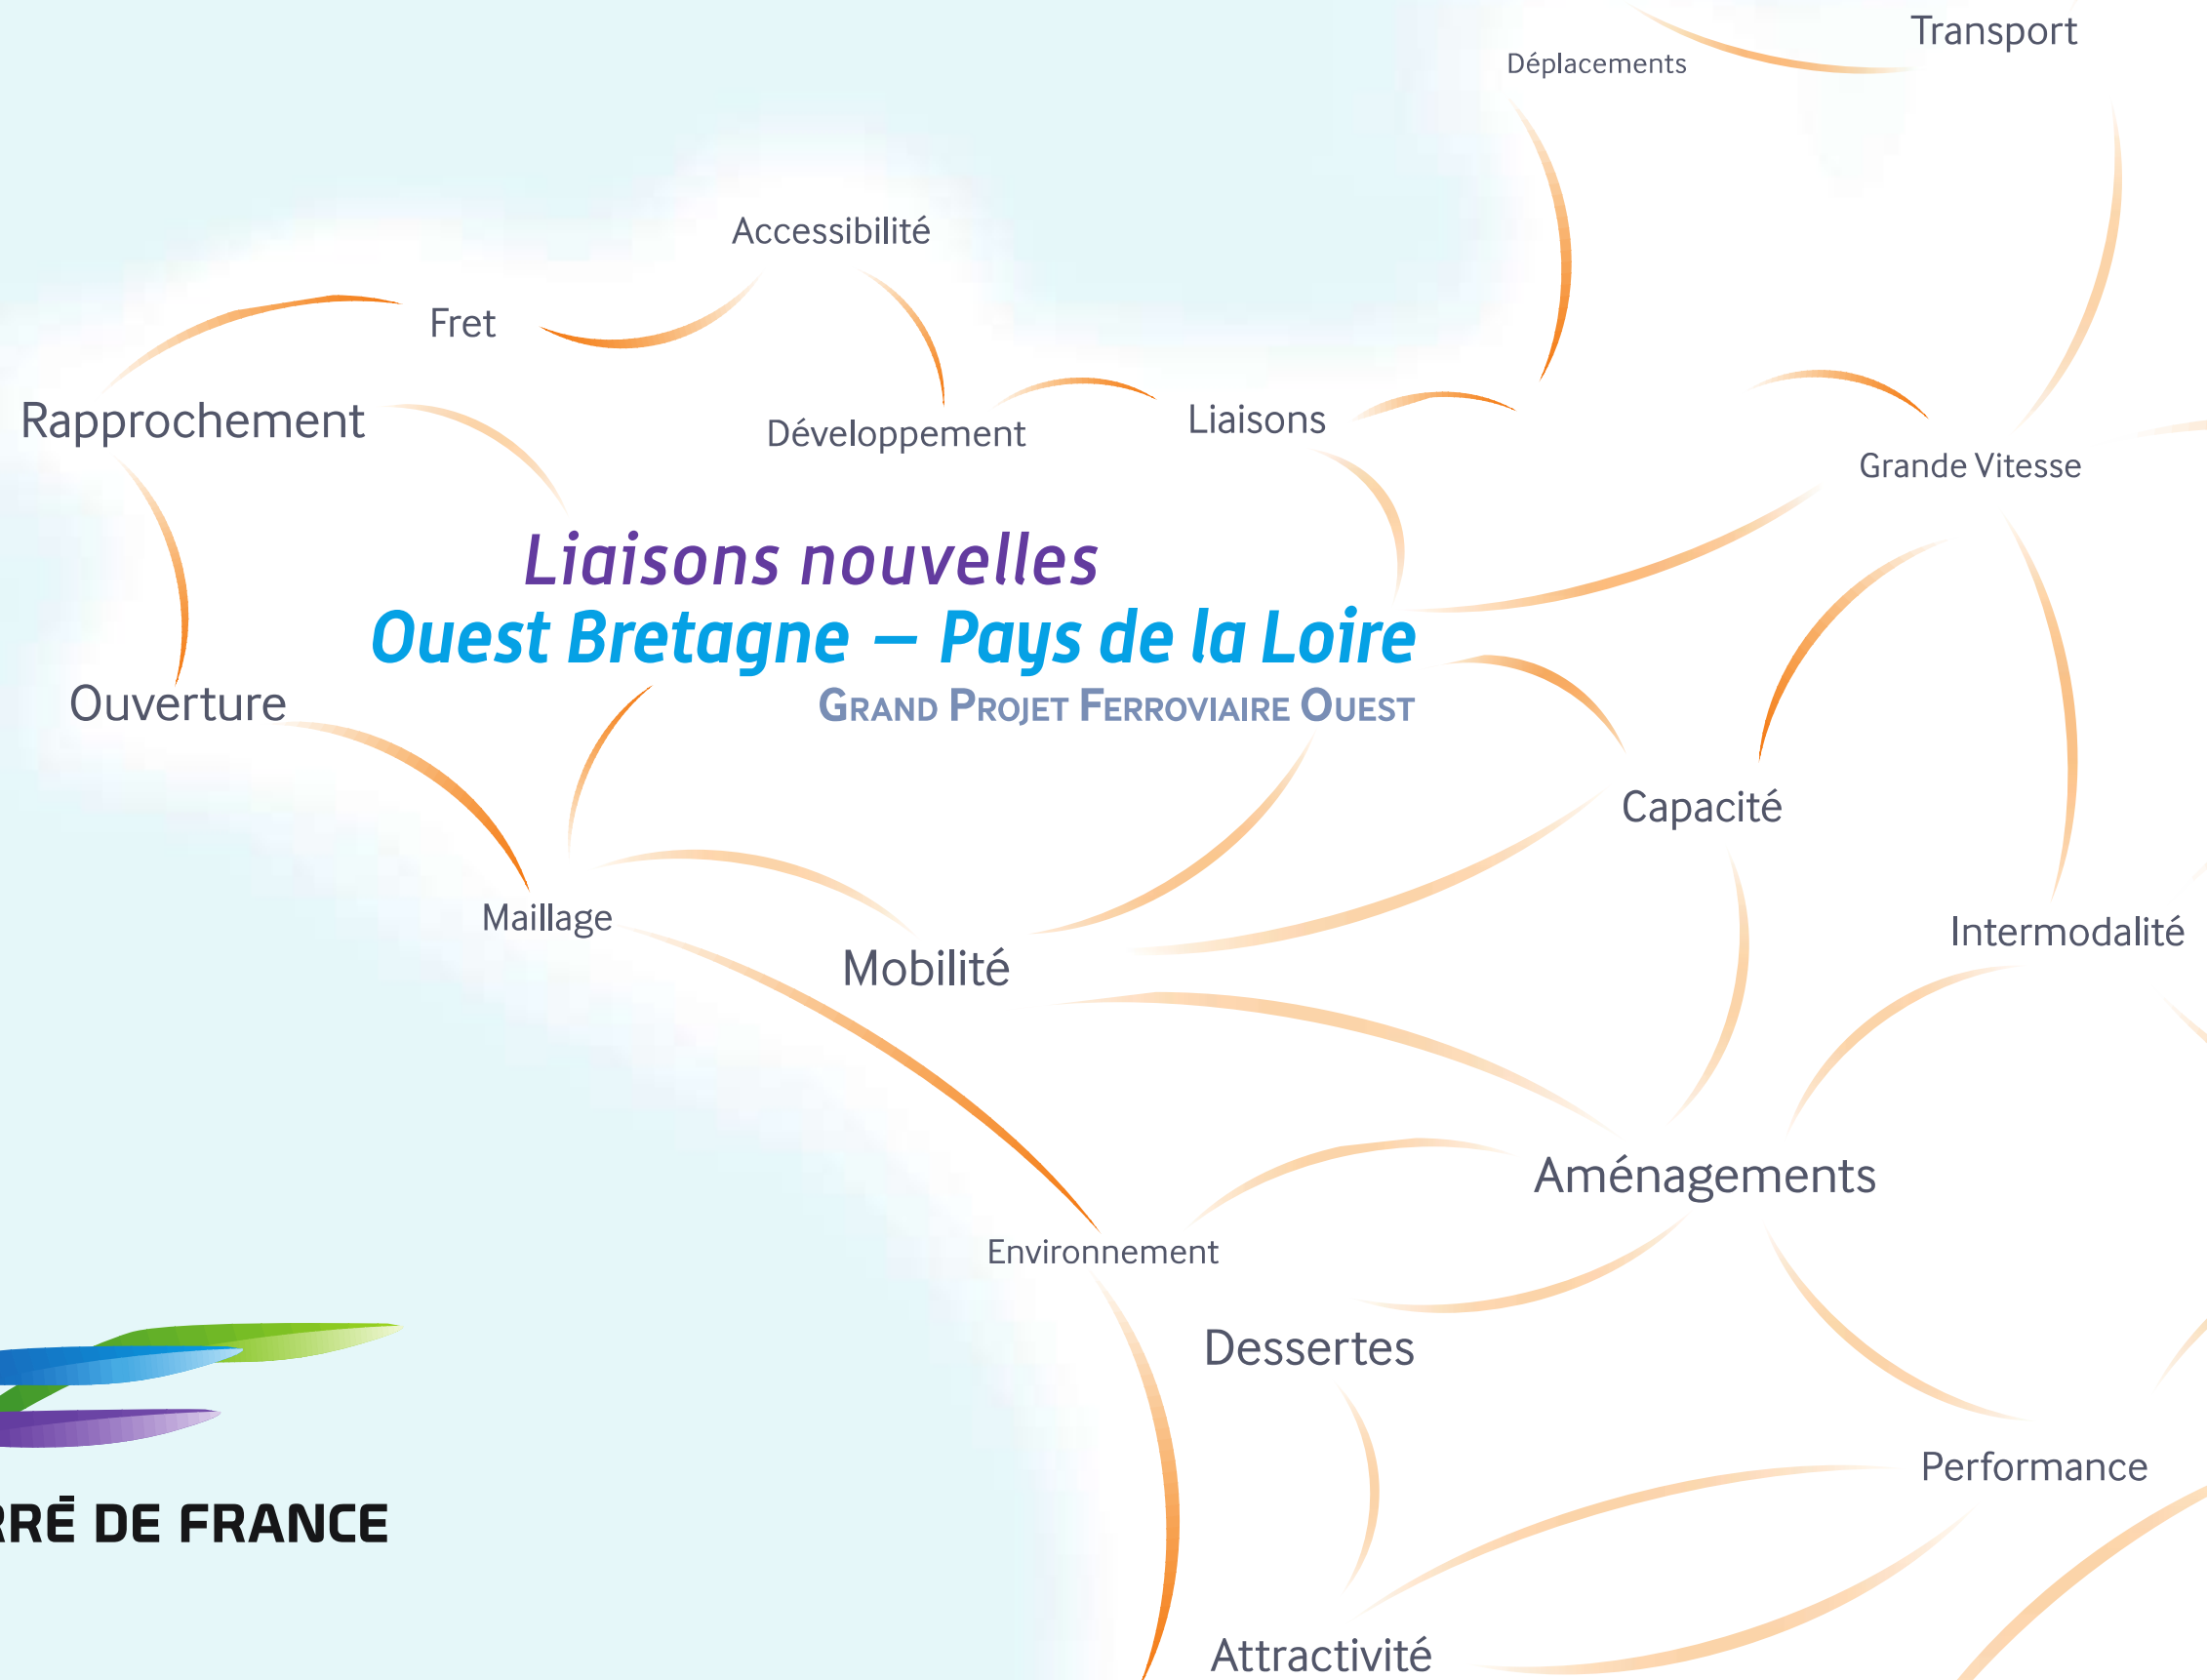 Transport
Déplacements
Accessibilité
Fret
Rapprochement
Développement
Liaisons
Grande Vitesse
Liaisons nouvelles
Ouest Bretagne – Pays de la Loire
GRAND PROJET FERROVIAIRE OUEST
Ouverture
Capacité
Maillage
Mobilité
Intermodalité
Aménagements
Environnement
Dessertes
Performance
RRÉ DE FRANCE
Attractivité